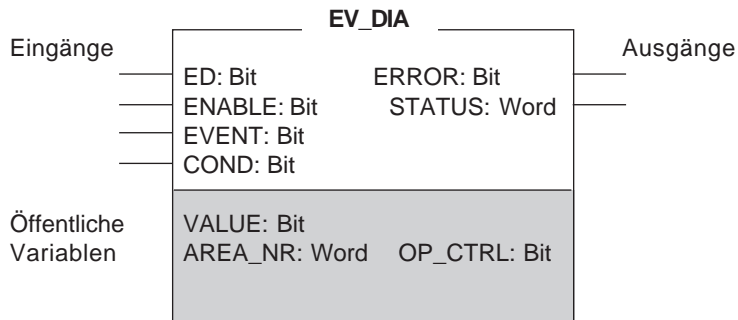 EV_DIA
Eingänge
Ausgänge
ED: Bit ERROR: Bit
ENABLE: Bit STATUS: Word
EVENT: Bit
COND: Bit
Öffentliche VALUE: Bit
Variablen AREA_NR: Word OP_CTRL: Bit